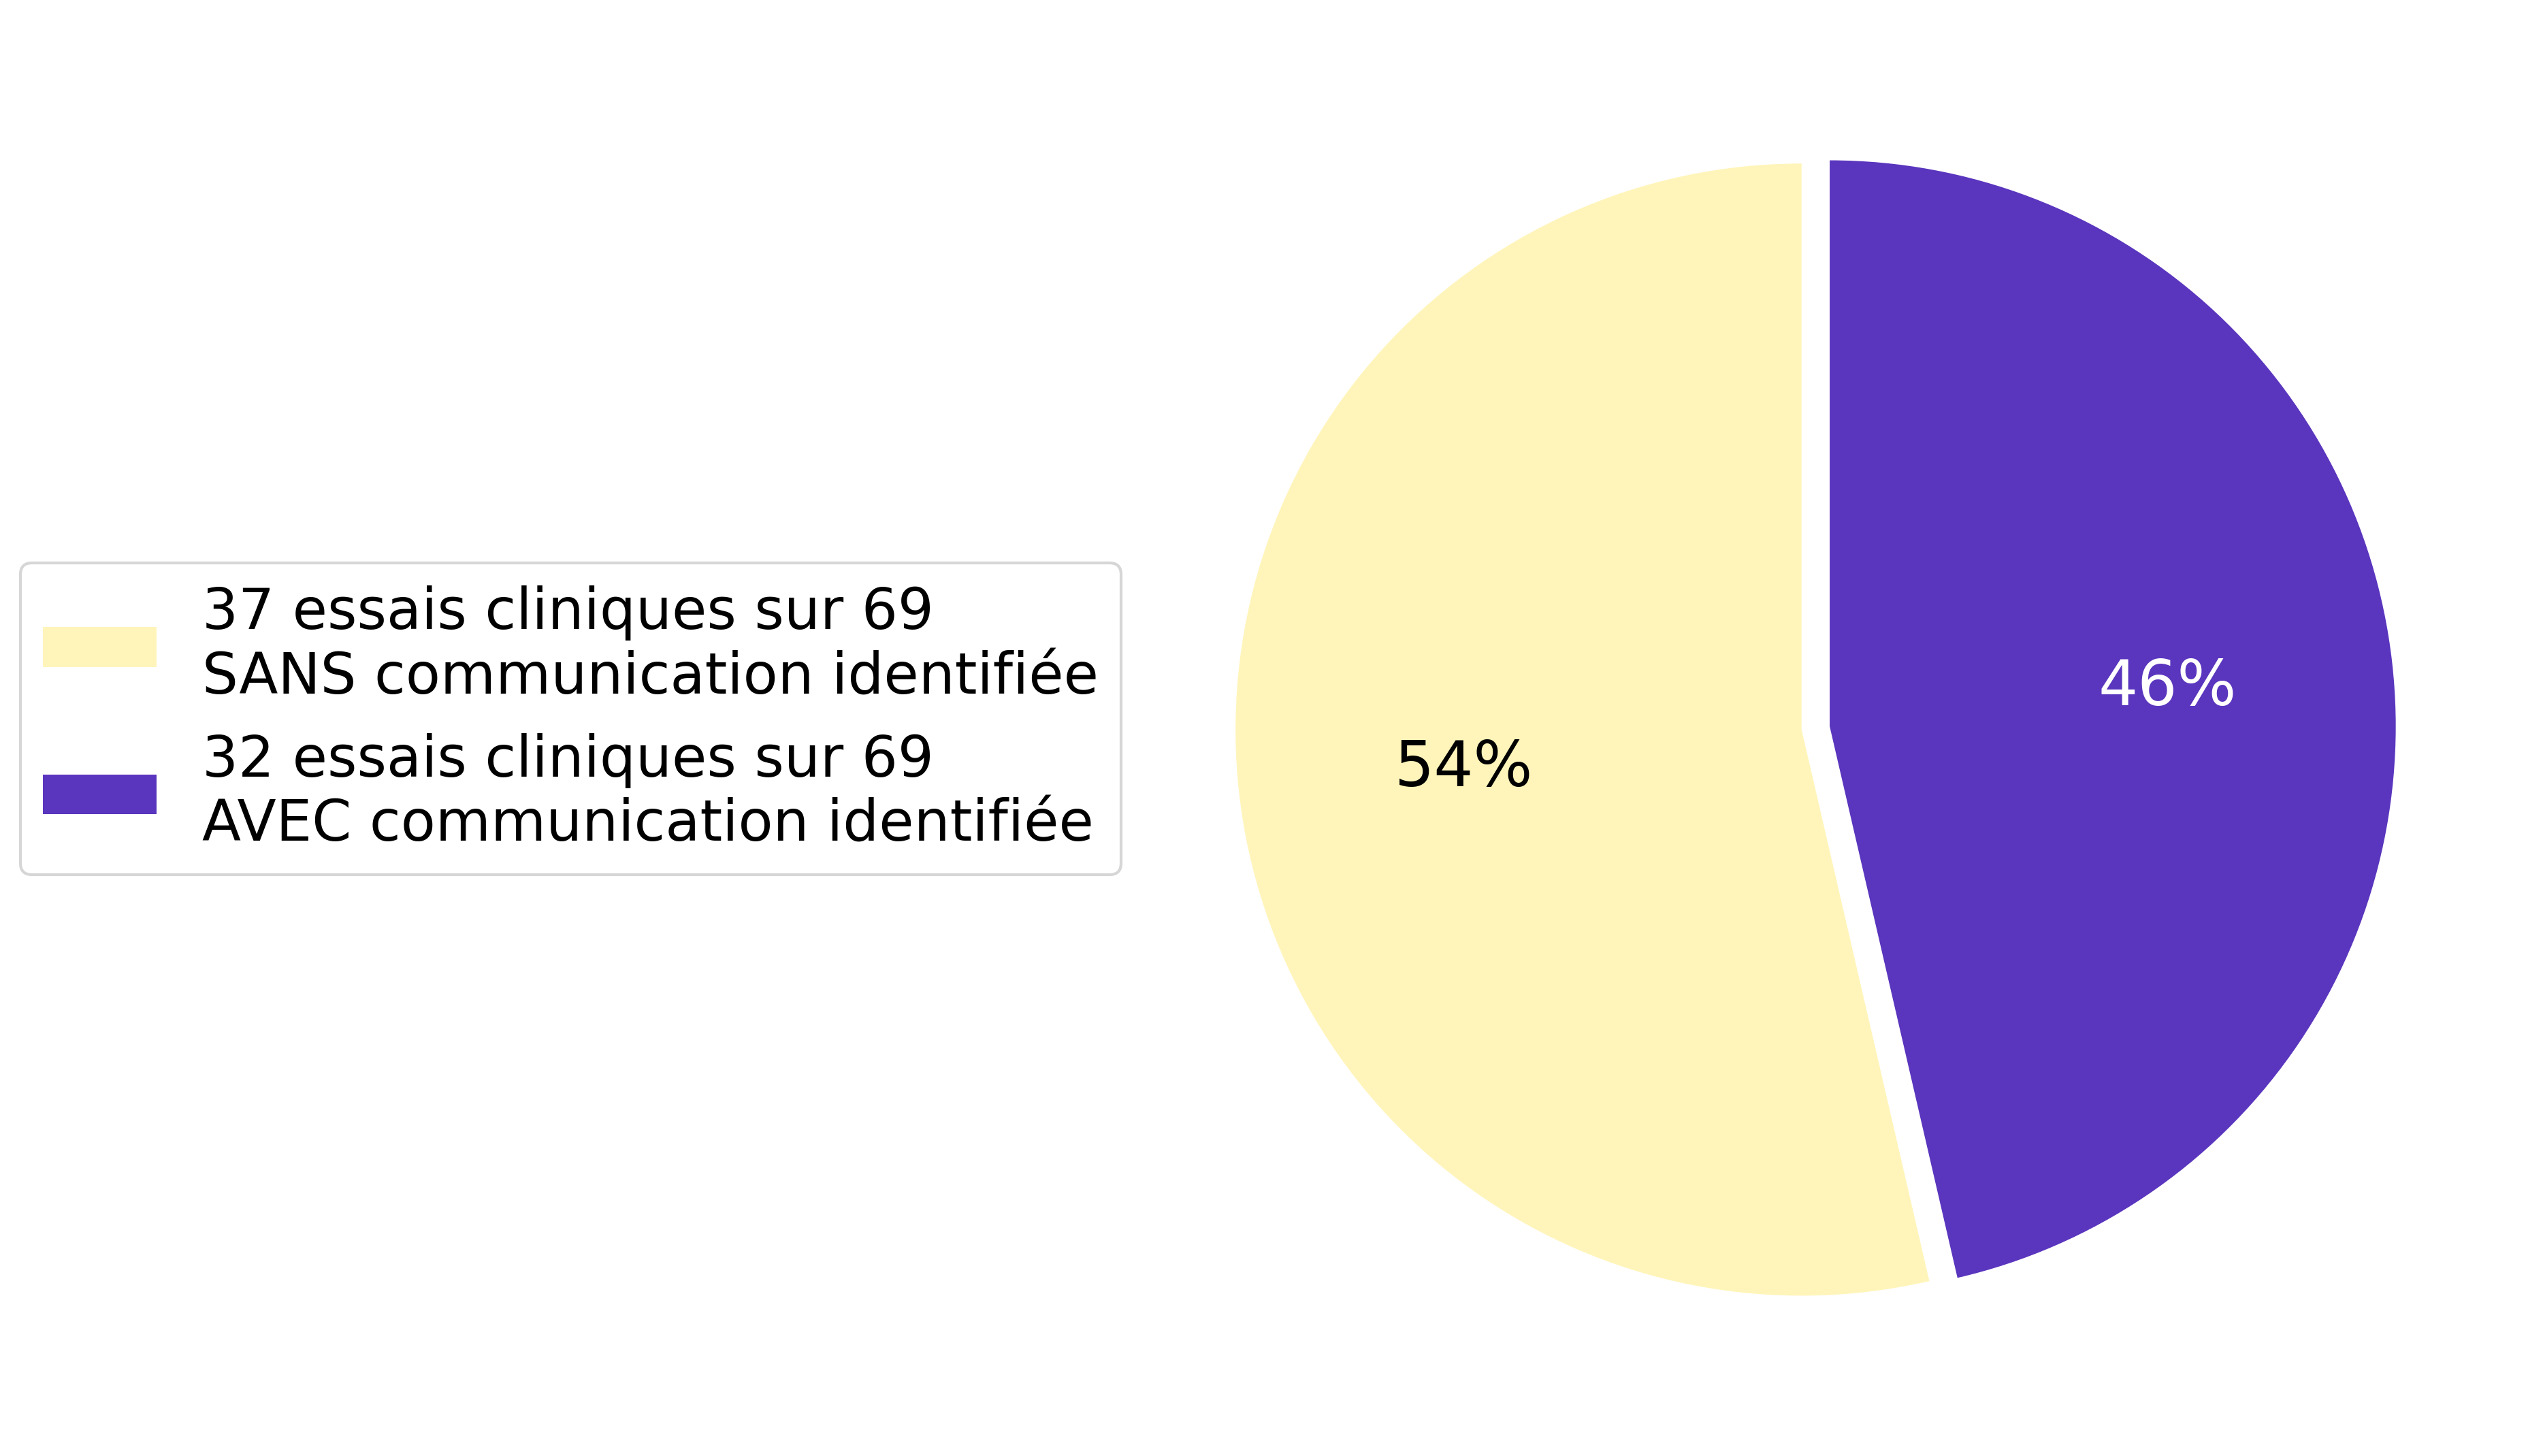 37 essais cliniques sur 69
SANS communication identifiée
32 essais cliniques sur 69
AVEC communication identifiée
54%
46%